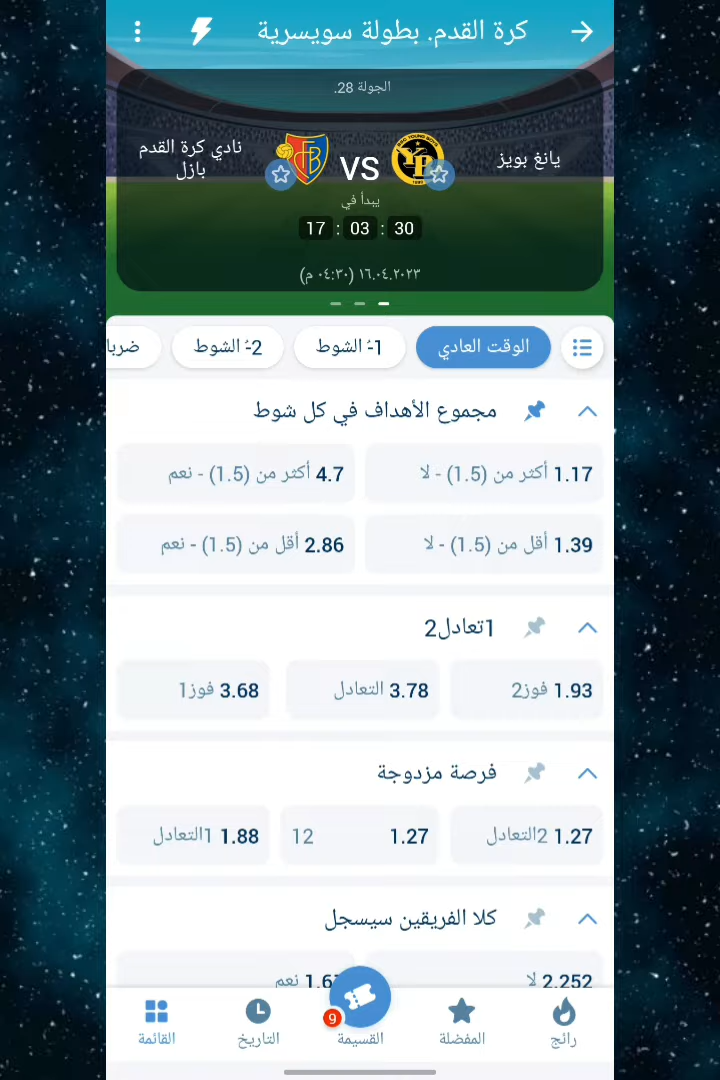 كرة القدم. بطولة سويسرية
الجولة 28.
يانغ بويز
VS
نادي كرة القدم
بازل
يبدأ في
17 : 03 : 30
١٦.٠٤.٢٠٢٣ (٠٤:٣٠ م)
الوقت العادي
1-ُ الشوط
2-ُ الشوط
ضربا
مجموع الأهداف في كل شوط
1.17 أكثر من (1.5) - لا
4.7 أكثر من (1.5) - نعم
1.39 أقل من (1.5) - لا
2.86 أقل من (1.5) - نعم
1تعادل2
1.93 فوز2
3.78 التعادل
3.68 فوز1
فرصة مزدوجة
1.27 2التعادل
1.27 12
1.88 1التعادل
كلا الفريقين سيسجل
2.252 لا
نعم
رائج
المفضلة
القسيمة
9
التاريخ
القائمة